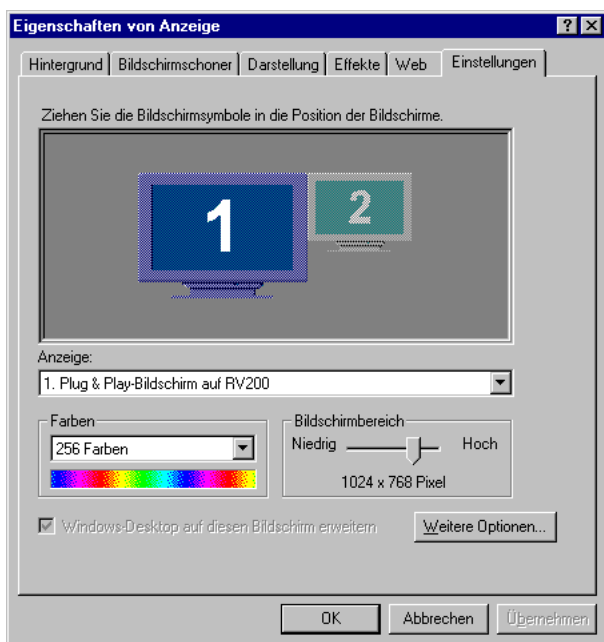 Eigenschaften von Anzeige
Hintergrund Bildschirmschoner Darstellung Effekte Web Einstellungen
Ziehen Sie die Bildschirmsymbole in die Position der Bildschirme.
1 2
Anzeige:
1. Plug & Play-Bildschirm auf RV200
Farben
256 Farben
Bildschirmbereich
Niedrig Hoch
1024 x 768 Pixel
Windows-Desktop auf diesen Bildschirm erweitern
Weitere Optionen...
OK Abbrechen Übernehmen